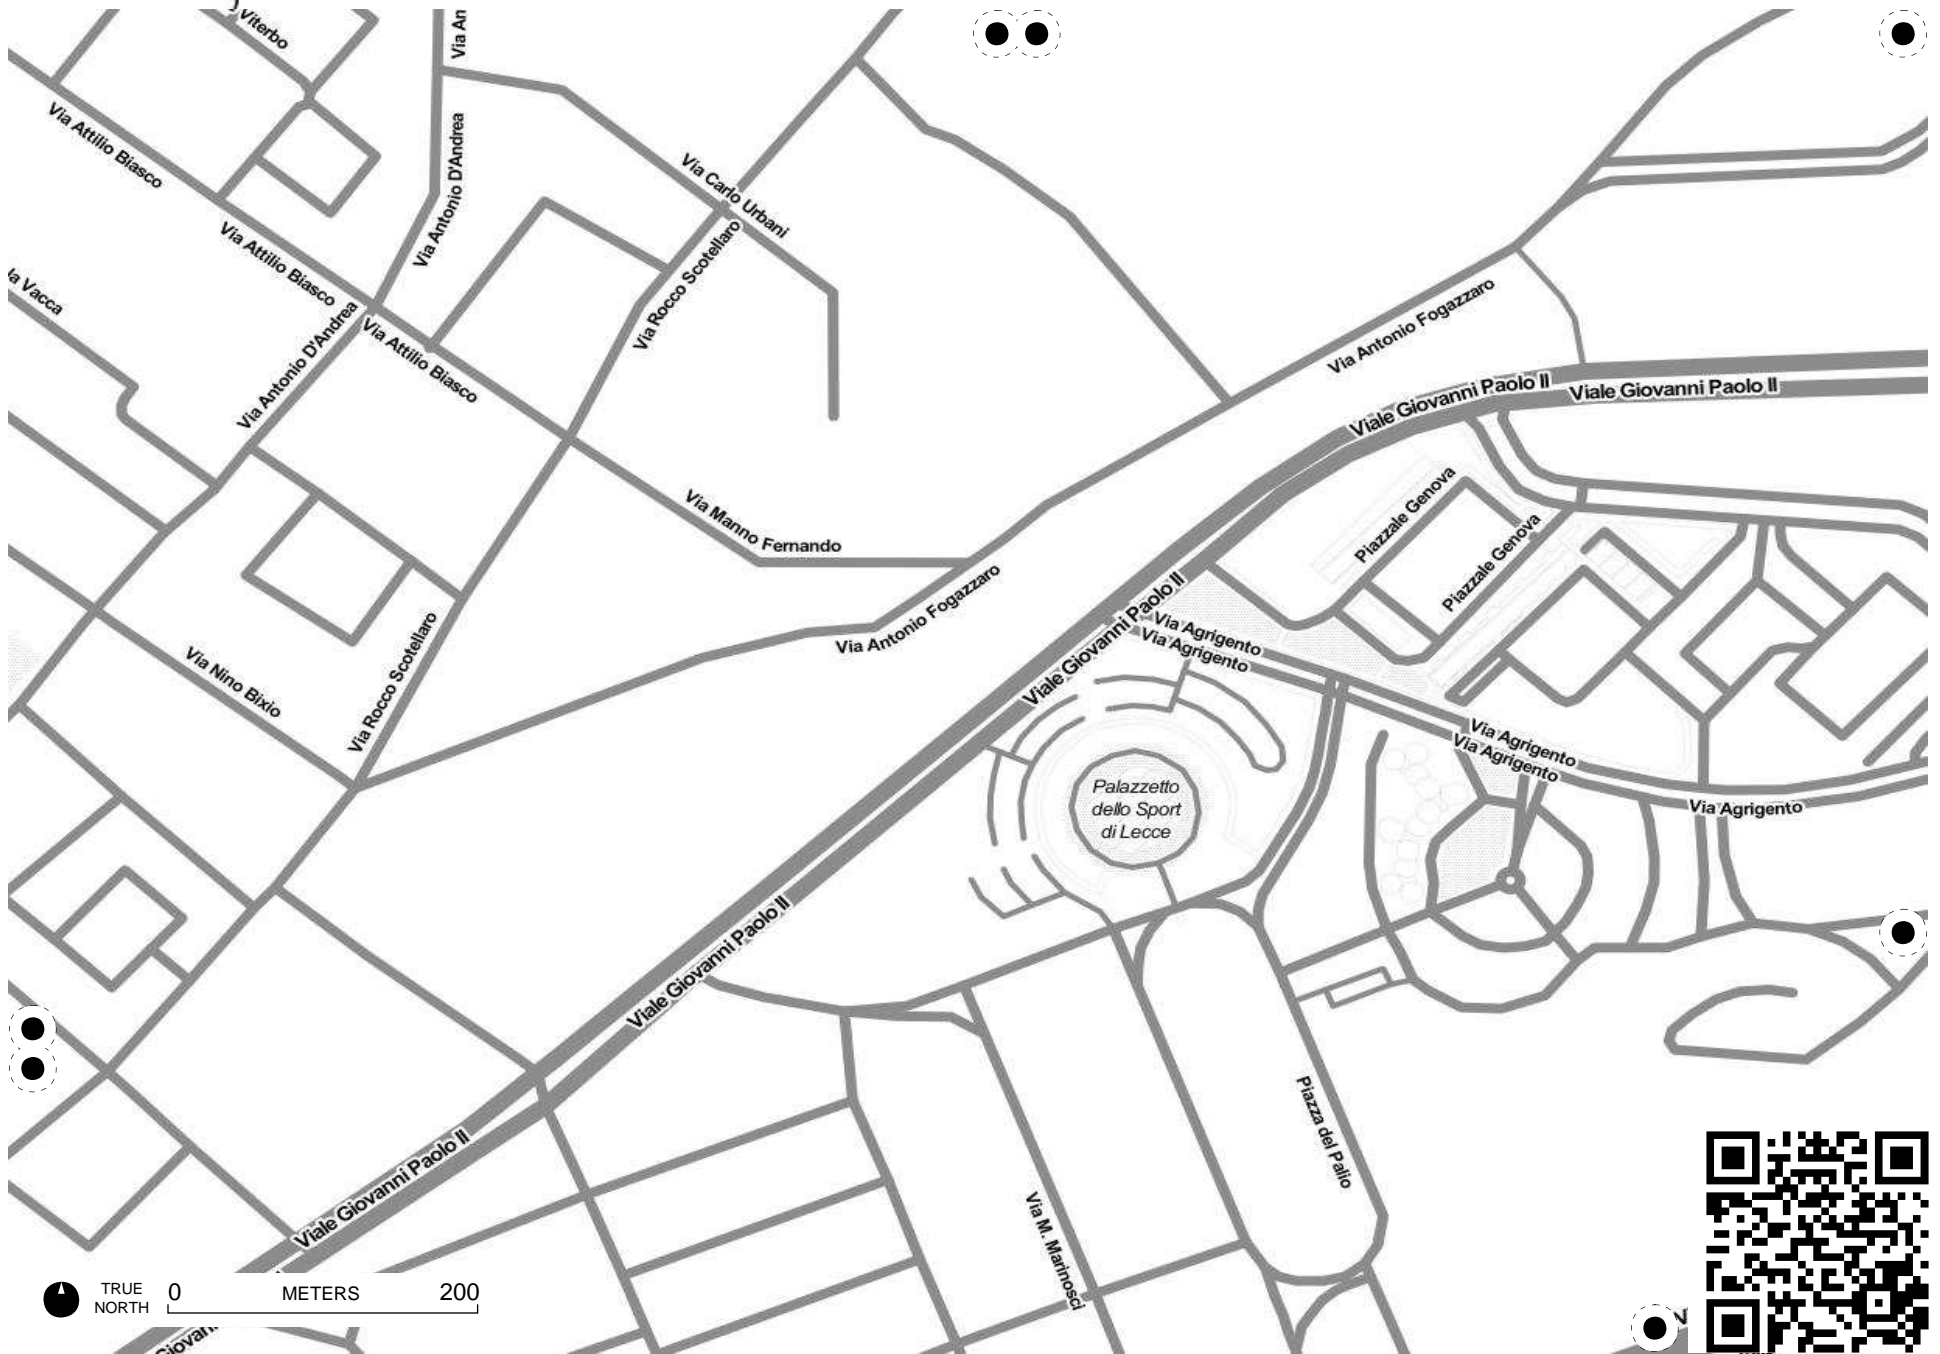 Viterbo
Via An
Via Attilio Biasco
Via Antonio D'Andrea
Via Carlo Urbani
Via Attilio Biasco
Via Rocco Scotellaro
la Vacca
Via Antonio D'Andrea
Via Attilio Biasco
Via Antonio Fogazzaro
Viale Giovanni Paolo II
Viale Giovanni Paolo II
Piazzale Genova
Piazzale Genova
Via Manno Fernando
Via Antonio Fogazzaro
Viale Giovanni Paolo II
Via Agrigento
Via Agrigento
Via Rocco Scotellaro
Via Nino Bixio
Via Agrigento
Via Agrigento
Palazzetto
dello Sport
di Lecce
Via Agrigento
Viale Giovanni Paolo II
Piazza del Palio
Viale Giovanni Paolo II
Via M. Marinosci
TRUE
NORTH
0 METERS 200
Giovan